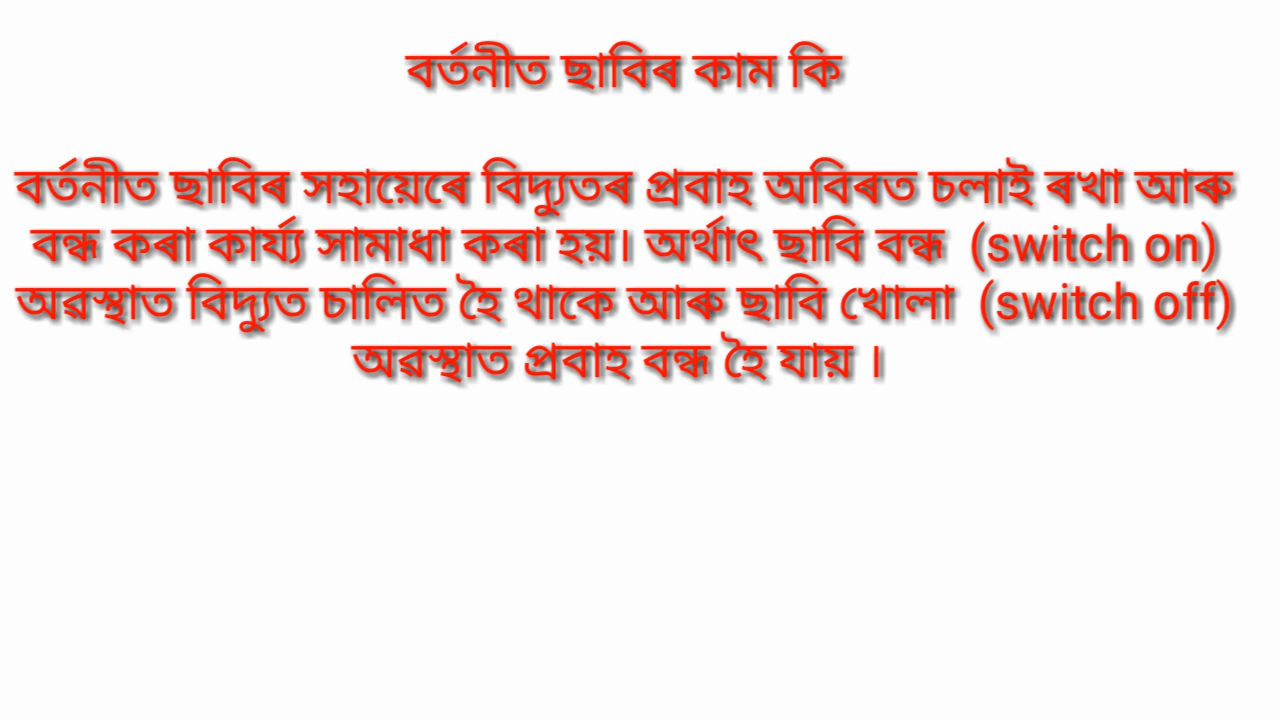 বৰ্তনীত ছাবিৰ কাম কি
বৰ্তনীত ছাবিৰ সহায়েৰে বিদ্যুতৰ প্ৰবাহ অবিৰত চলাই ৰখা আৰু
বন্ধ কৰা কাৰ্য্য সামাধা কৰা হয়। অৰ্থাৎ ছাবি বন্ধ (switch on)
অৱস্থাত বিদ্যুত চালিত হৈ থাকে আৰু ছাবি খোলা (switch off)
অৱস্থাত প্ৰবাহ বন্ধ হৈ যায় ।